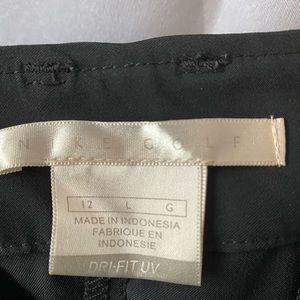 NIKE GOLF
12 L G
MADE IN INDONESIA
FABRIQUE EN
INDONESIE
DRI-FIT UV